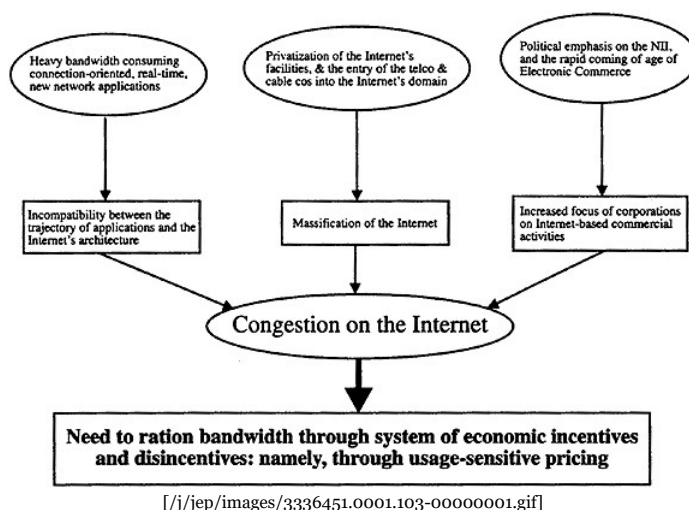 Heavy bandwidth consuming
connection-oriented, real-time,
new network applications
Privatization of the Internet's
facilities, & the entry of the telco &
cable cos into the Internet's domain
Political emphasis on the NII,
and the rapid coming of age of
Electronic Commerce
Incompatibility between the
trajectory of applications and the
Internet's architecture
Massification of the Internet
Increased focus of corporations
on Internet-based commercial
activities
Congestion on the Internet
Need to ration bandwidth through system of economic incentives
and disincentives: namely, through usage-sensitive pricing
[/j/jep/images/3336451.0001.103-00000001.gif]